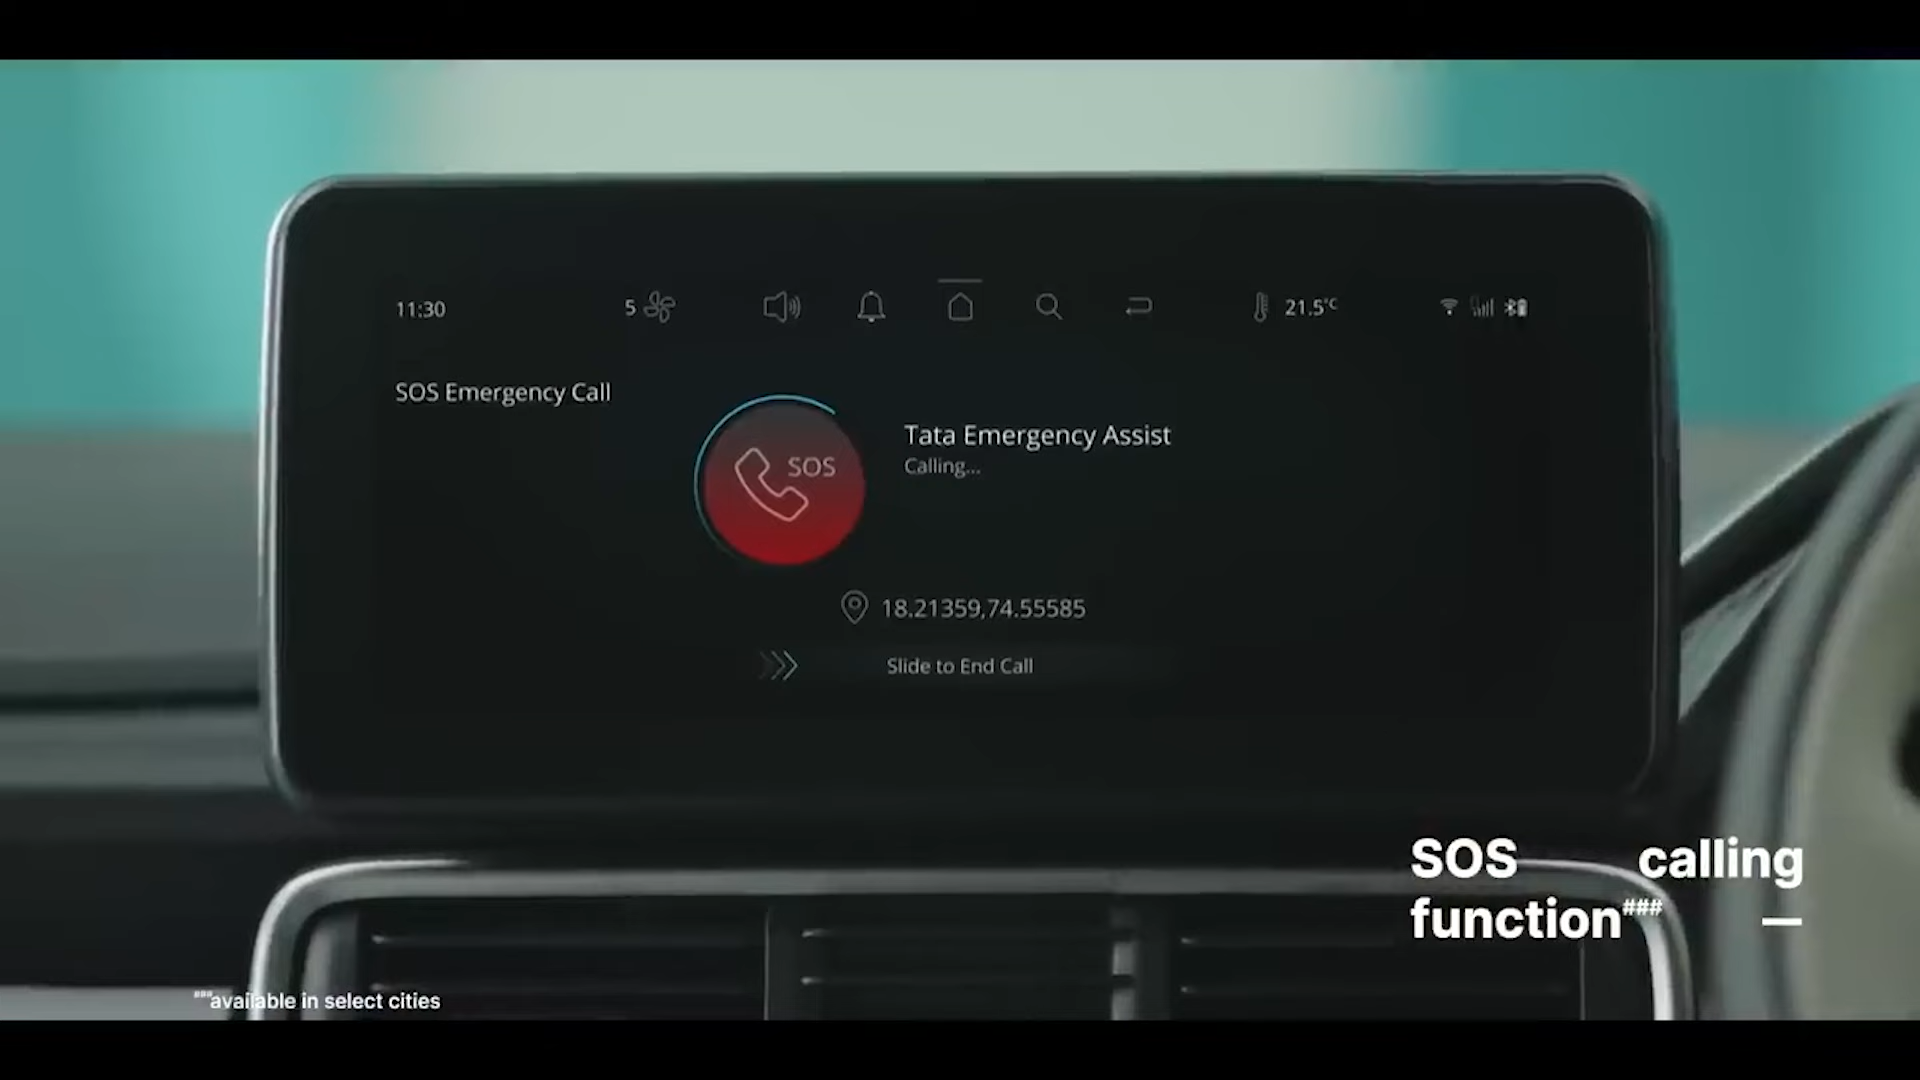 11:30
5
21.5°C
SOS Emergency Call
SOS
Tata Emergency Assist
Calling...
18.21359,74.55585
Slide to End Call
SOS calling
function###
###available in select cities